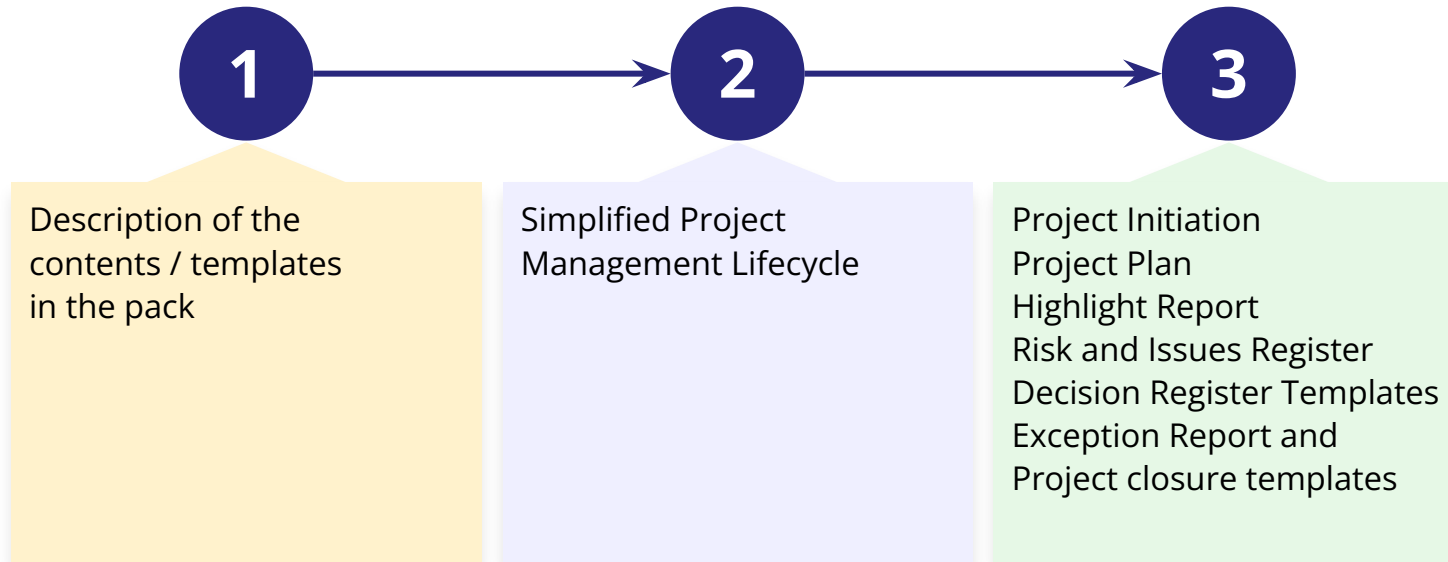 1
2
3
Description of the
contents / templates
in the pack
Simplified Project
Management Lifecycle
Project Initiation
Project Plan
Highlight Report
Risk and Issues Register
Decision Register Templates
Exception Report and
Project closure templates